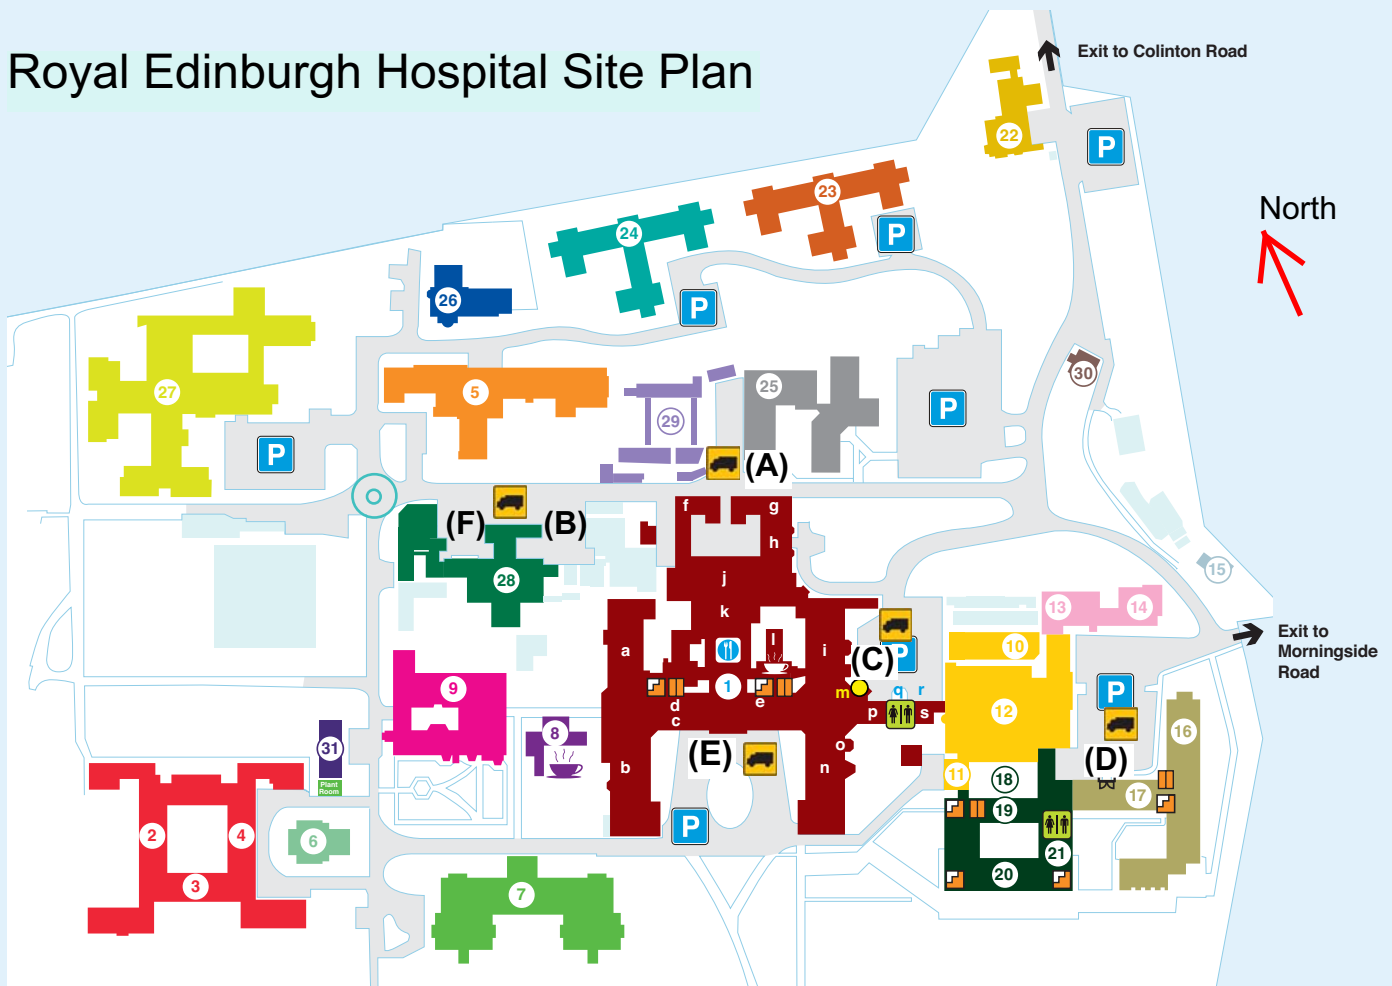 Royal Edinburgh Hospital Site Plan
Exit to Colinton Road
22
P
North
23
P
24
26
P
30
27
5
25
P
29
P
(A)
(F)
(B)
f
g
h
28
j
k
15
13
14
Exit to
Morningside
Road
a
l
i
P
(C)
10
9
1
m
q
r
P
d
e
c
p
s
12
16
31
8
(E)
o
(D)
b
n
11
18
17
Plant
Room
19
2
4
6
P
21
3
7
20